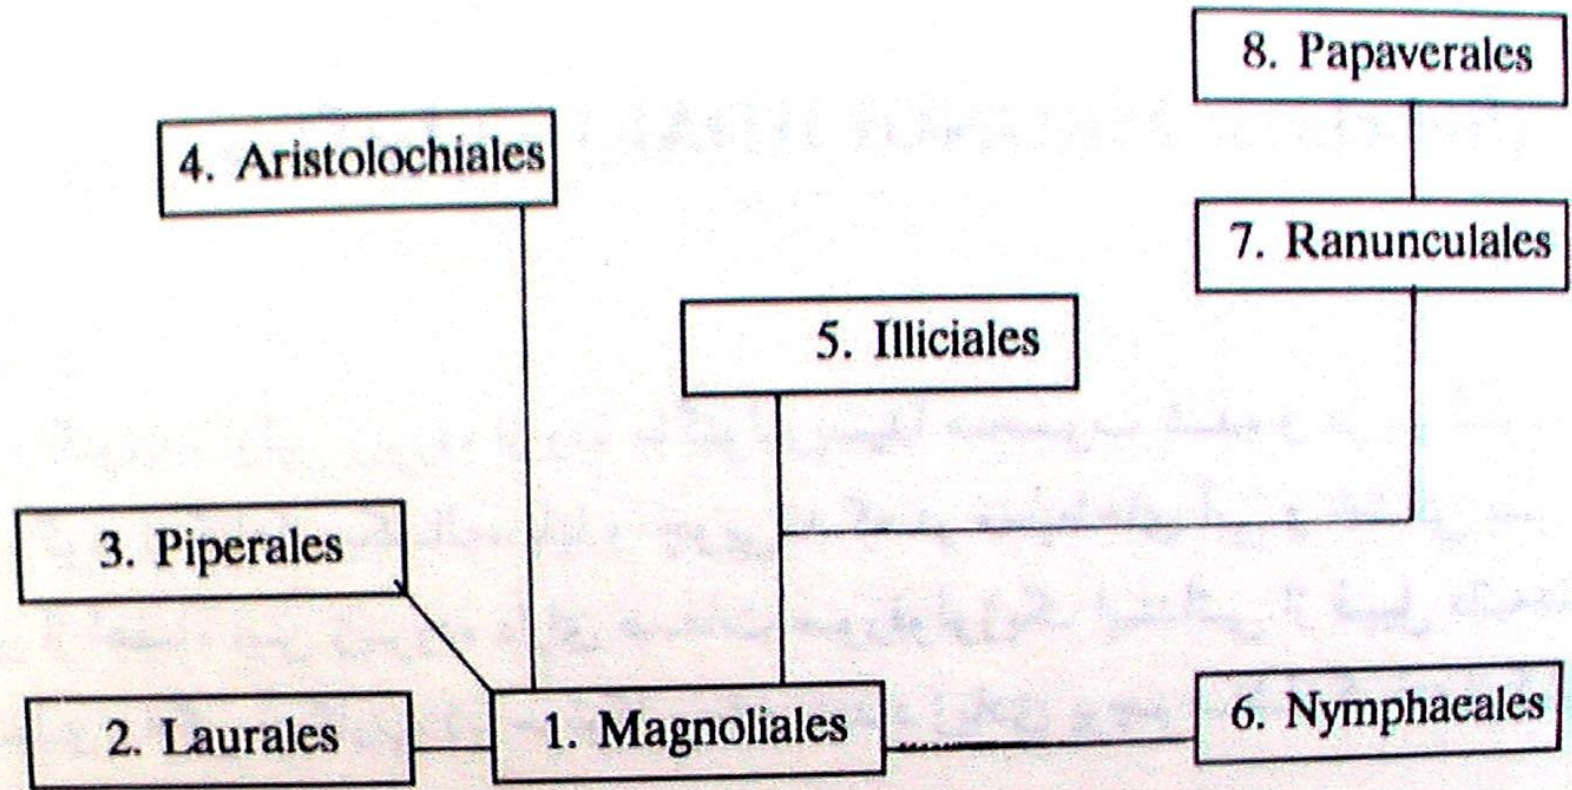 8. Papaverales
4. Aristolochiales
7. Ranunculales
5. Illiciales
3. Piperales
6. Nymphaeales
2. Laurales
1. Magnoliales